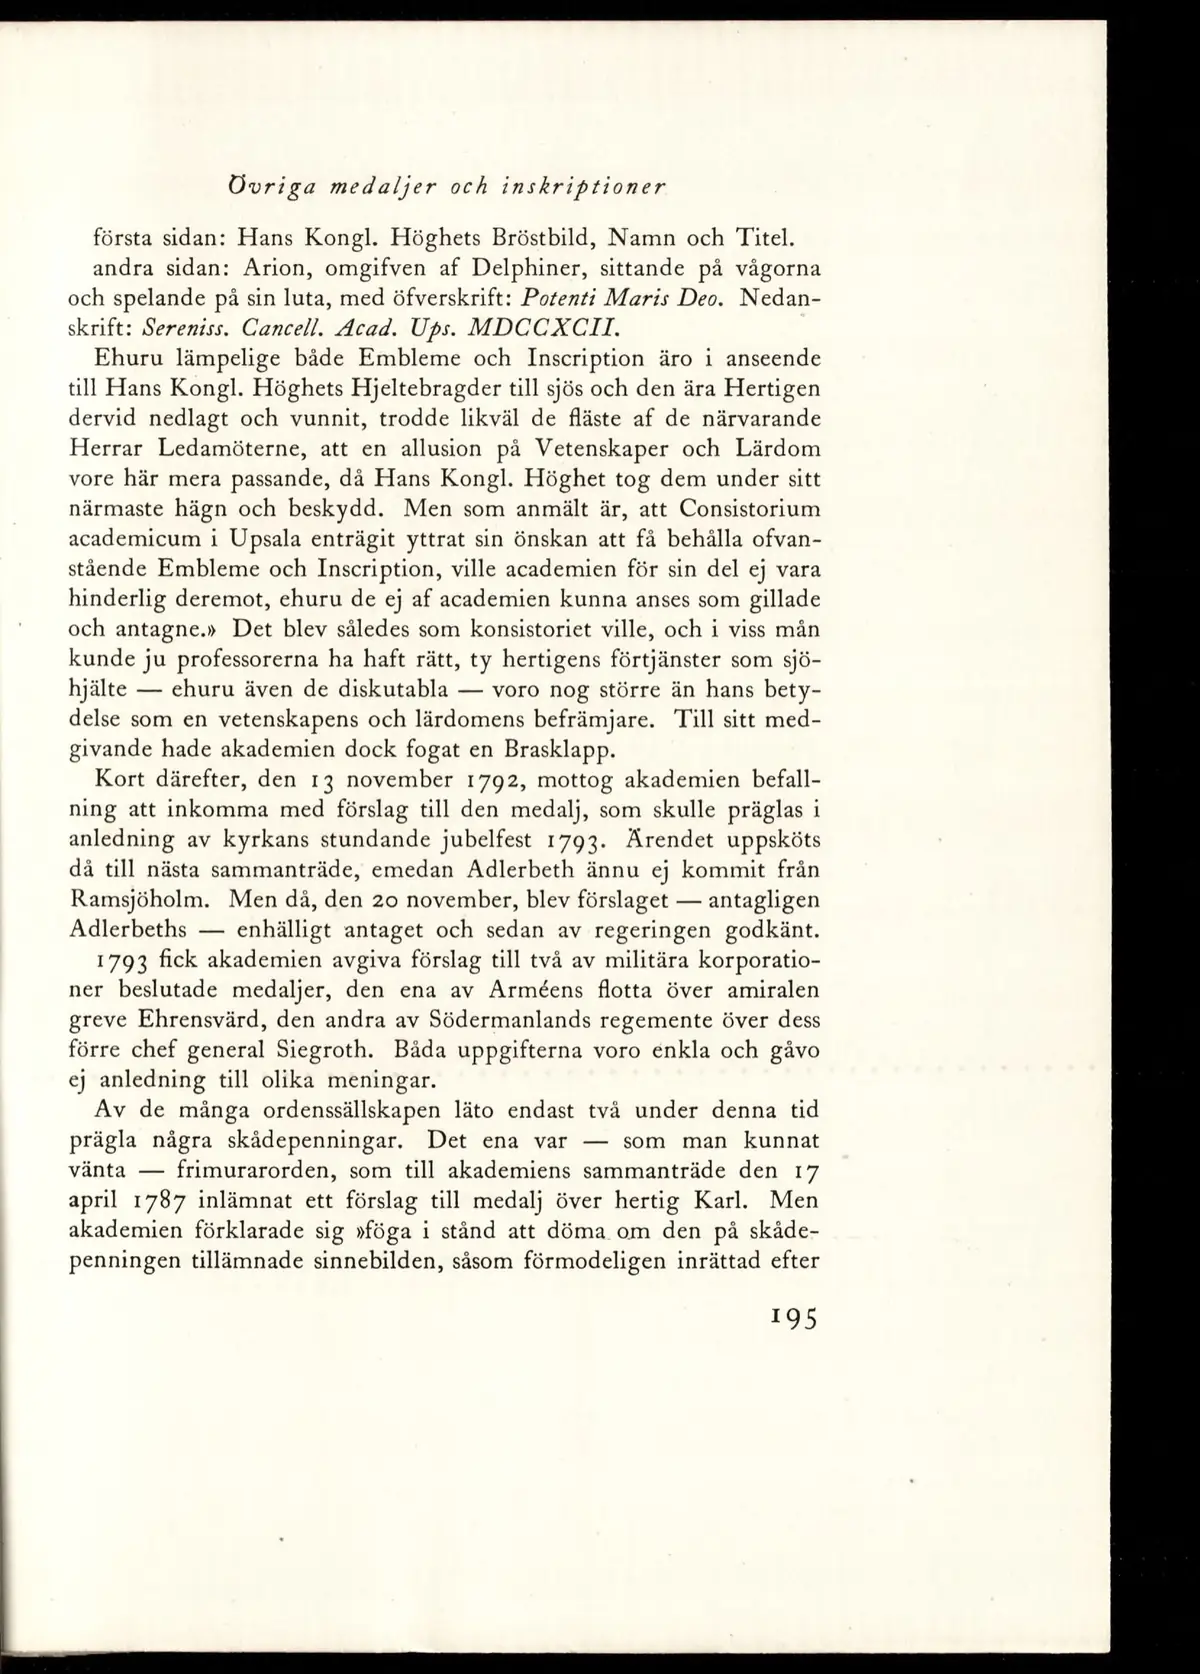 Övriga medaljer och inskriptioner
första sidan: Hans Kongl. Höghets Bröstbild, Namn och Titel.
andra sidan: Arion, omgifven af Delphiner, sittande på vågorna
och spelande på sin luta, med öfverskrift: Potenti Maris Deo. Nedan-
skrift: Sereniss. Cancell. Acad. Ups. MDCCXCII.
Ehuru lämpelige både Embleme och Inscription äro i anseende
till Hans Kongl. Höghets Hjeltebragder till sjös och den ära Hertigen
dervid nedlagt och vunnit, trodde likväl de fläste af de närvarande
Herrar Ledamöterne, att en allusion på Vetenskaper och Lärdom
vore här mera passande, då Hans Kongl. Höghet tog dem under sitt
närmaste hägn och beskydd. Men som anmält är, att Consistorium
academicum i Upsala enträgit yttrat sin önskan att få behålla ofvan-
stående Embleme och Inscription, ville academien för sin del ej vara
hinderlig deremot, ehuru de ej af academien kunna anses som gillade
och antagne.» Det blev således som konsistoriet ville, och i viss mån
kunde ju professorerna ha haft rätt, ty hertigens förtjänster som sjö-
hjälte — ehuru även de diskutabla — voro nog större än hans bety-
delse som en vetenskapens och lärdomens befrämjare. Till sitt med-
givande hade akademien dock fogat en Brasklapp.
Kort därefter, den 13 november 1792, mottog akademien befall-
ning att inkomma med förslag till den medalj, som skulle präglas i
anledning av kyrkans stundande jubelfest 1793. Ärendet uppsköts
då till nästa sammanträde, emedan Adlerbeth ännu ej kommit från
Ramsjöholm. Men då, den 20 november, blev förslaget — antagligen
Adlerbeths — enhälligt antaget och sedan av regeringen godkänt.
1793 fick akademien avgiva förslag till två av militära korporatio-
ner beslutade medaljer, den ena av Arméens flotta över amiralen
greve Ehrensvärd, den andra av Södermanlands regemente över dess
förre chef general Siegroth. Båda uppgifterna voro enkla och gåvo
ej anledning till olika meningar.
Av de många ordenssällskapen läto endast två under denna tid
prägla några skådepenningar. Det ena var — som man kunnat
vänta — frimurarorden, som till akademiens sammanträde den 17
april 1787 inlämnat ett förslag till medalj över hertig Karl. Men
akademien förklarade sig »föga i stånd att döma om den på skåde-
penningen tillämnade sinnebilden, såsom förmodeligen inrättad efter
195